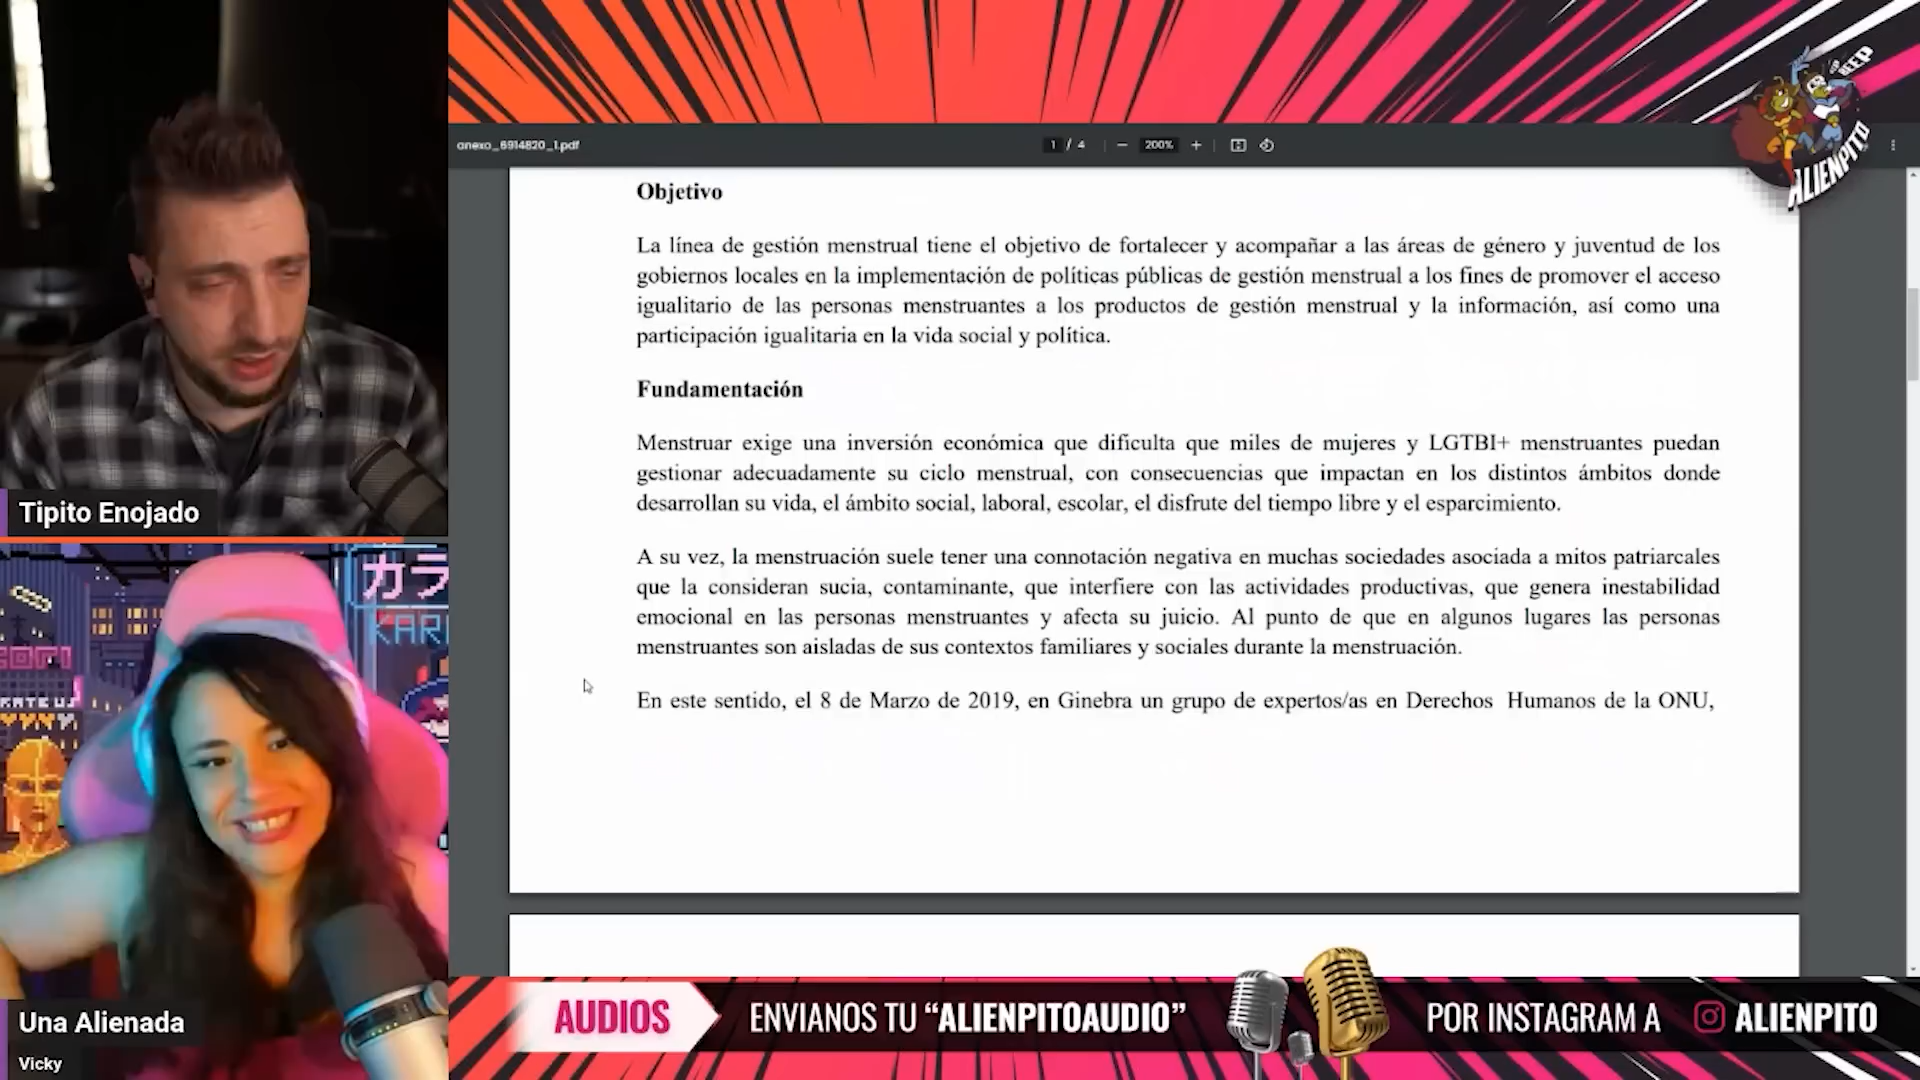 anexo_6914820_1.pdf
1 / 4
200%
BEEP
ALIENPITO
Objetivo
La línea de gestión menstrual tiene el objetivo de fortalecer y acompañar a las áreas de género y juventud de los
gobiernos locales en la implementación de políticas públicas de gestión menstrual a los fines de promover el acceso
igualitario de las personas menstruantes a los productos de gestión menstrual y la información, así como una
participación igualitaria en la vida social y política.
Fundamentación
Menstruar exige una inversión económica que dificulta que miles de mujeres y LGTBI+ menstruantes puedan
gestionar adecuadamente su ciclo menstrual, con consecuencias que impactan en los distintos ámbitos donde
desarrollan su vida, el ámbito social, laboral, escolar, el disfrute del tiempo libre y el esparcimiento.
A su vez, la menstruación suele tener una connotación negativa en muchas sociedades asociada a mitos patriarcales
que la consideran sucia, contaminante, que interfiere con las actividades productivas, que genera inestabilidad
emocional en las personas menstruantes y afecta su juicio. Al punto de que en algunos lugares las personas
menstruantes son aisladas de sus contextos familiares y sociales durante la menstruación.
En este sentido, el 8 de Marzo de 2019, en Ginebra un grupo de expertos/as en Derechos Humanos de la ONU,
Tipito Enojado
カラ
KAR
Una Alienada
Vicky
AUDIOS
ENVIANOS TU “ALIENPITOAUDIO”
POR INSTAGRAM A
ALIENPITO